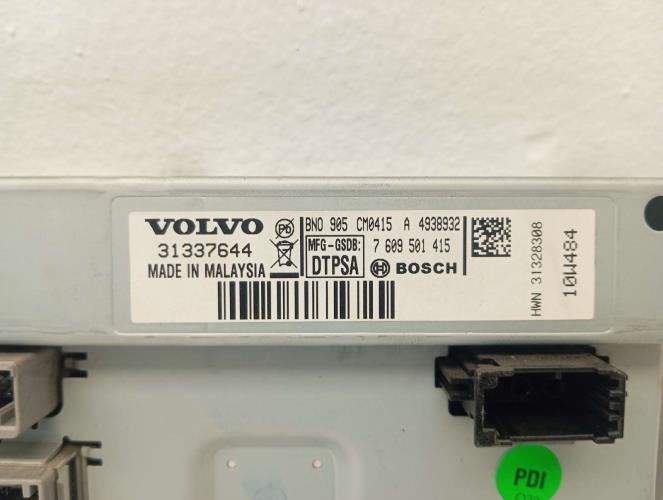 VOLVO
31337644
MADE IN MALAYSIA
Pb
BNO 905 CM0415 A 4938932
MFG-GSDB: 7 609 501 415
DTPSA BOSCH
HWN 31328308
10W484
PDI